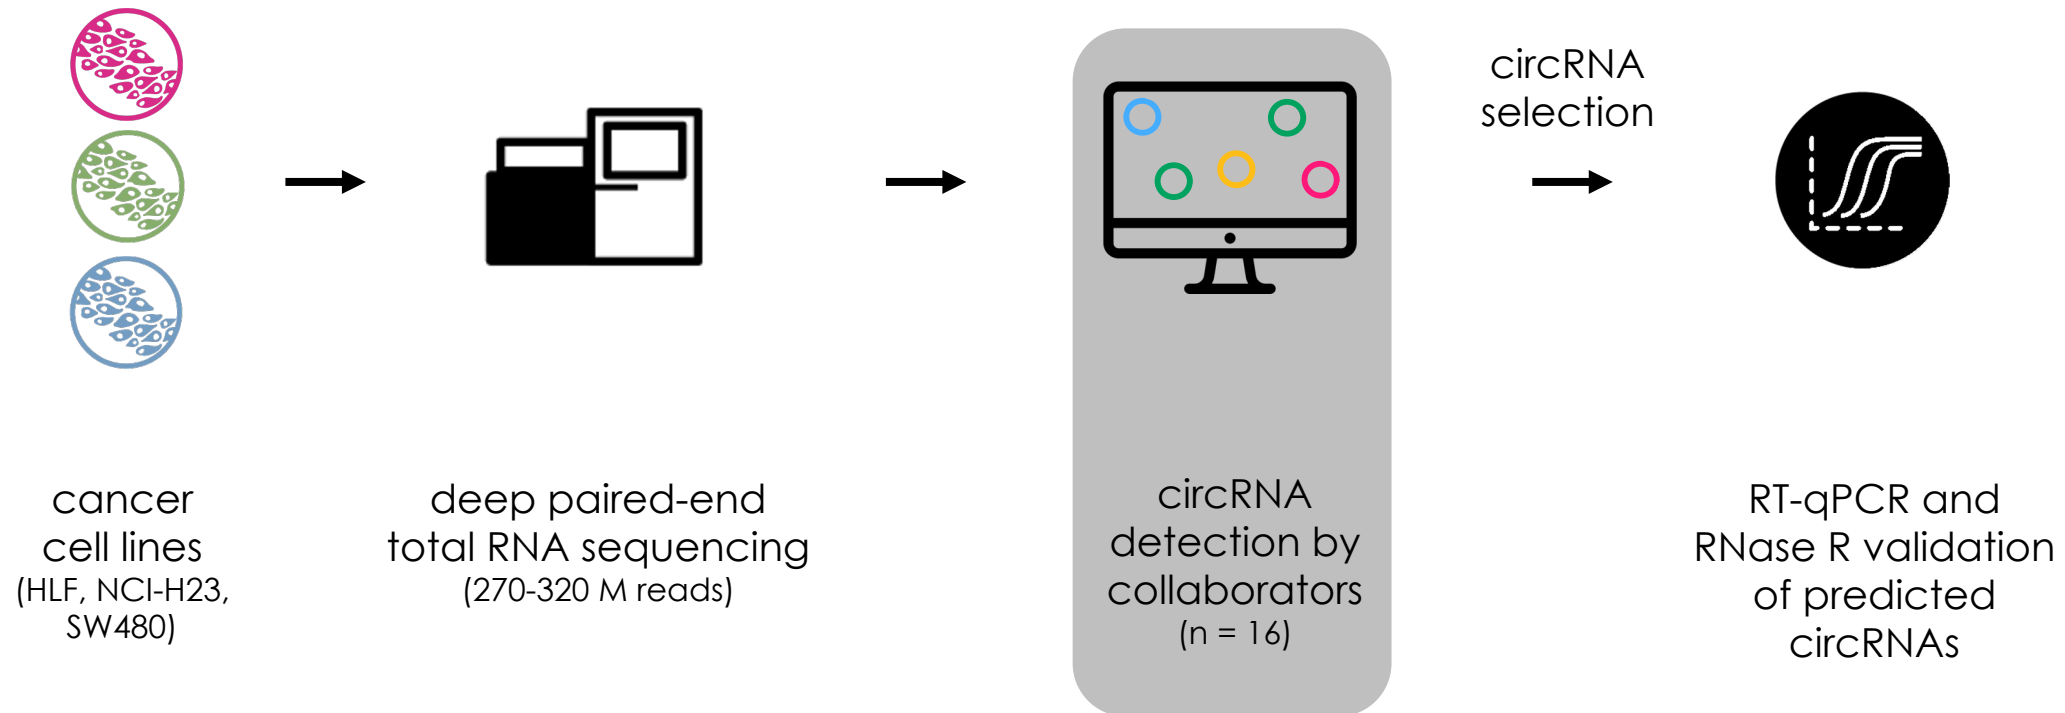 cancer
cell lines
(HLF, NCI-H23,
SW480)
deep paired-end
total RNA sequencing
(270-320 M reads)
circRNA
detection by
collaborators
(n = 16)
circRNA
selection
RT-qPCR and
RNase R validation
of predicted
circRNAs